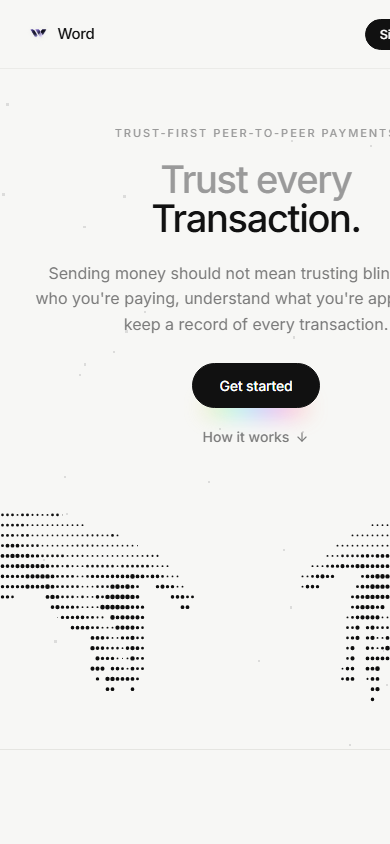 Word
Si
TRUST-FIRST PEER-TO-PEER PAYMENTS
Trust every
Transaction.
Sending money should not mean trusting blin
who you're paying, understand what you're app
keep a record of every transaction.
Get started
How it works ↓